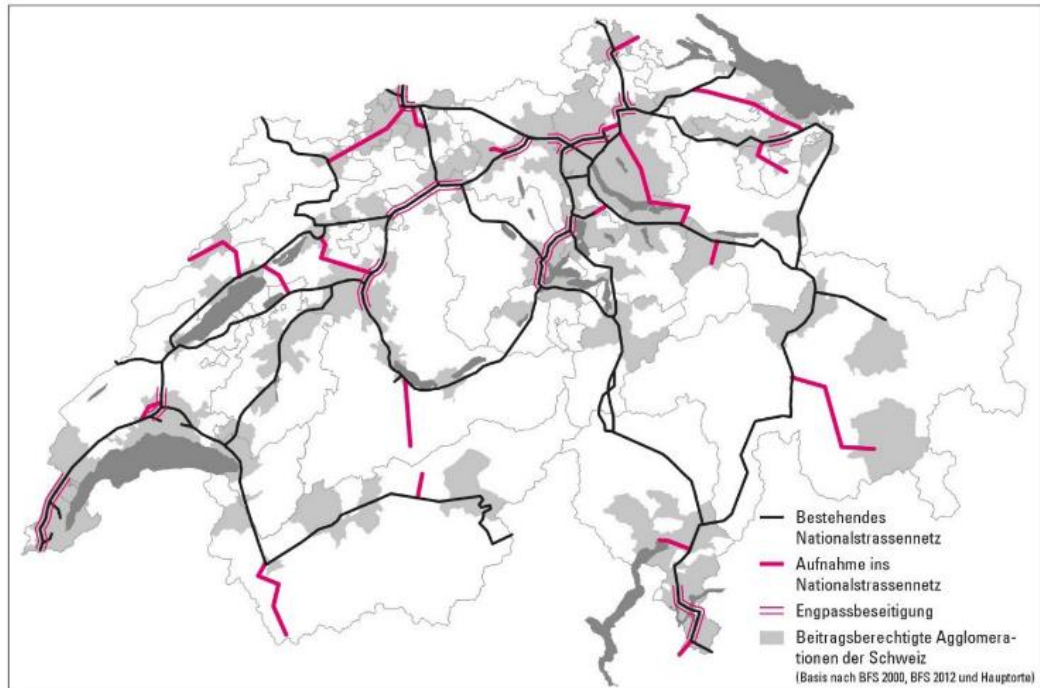 Bestehendes
Nationalstrassennetz
Aufnahme ins
Nationalstrassennetz
Engpassbeseitigung
Beitragsberechtigte Agglomera-
tionen der Schweiz
(Basis nach BFS 2000, BFS 2012 und Hauptorte)